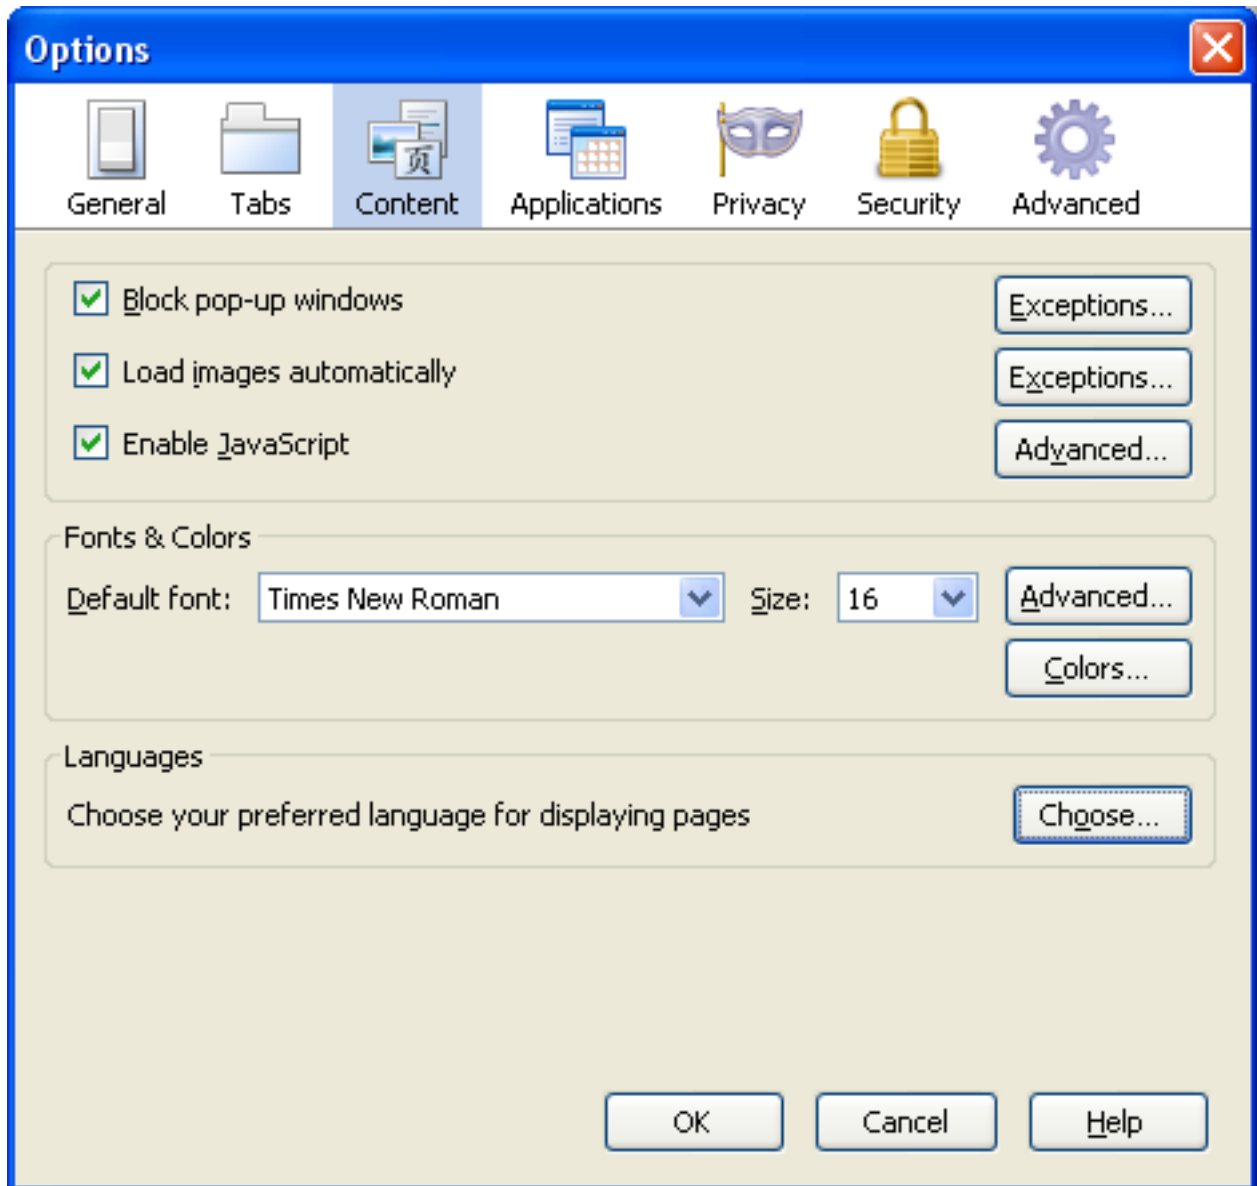 Options
General Tabs Content Applications Privacy Security Advanced
页
Block pop-up windows Exceptions...
Load images automatically Exceptions...
Enable JavaScript Advanced...
Fonts & Colors
Default font: Times New Roman Size: 16 Advanced...
Colors...
Languages
Choose your preferred language for displaying pages Choose...
OK Cancel Help